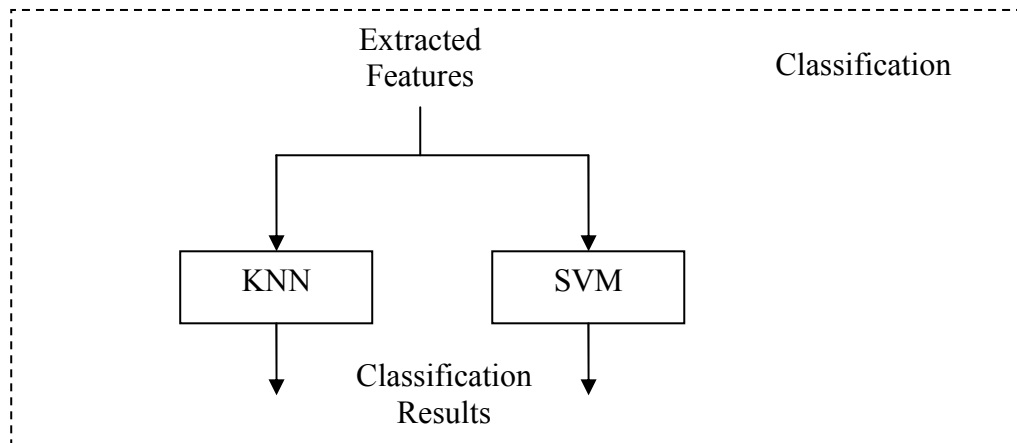 Extracted
Features
Classification
KNN
SVM
Classification
Results